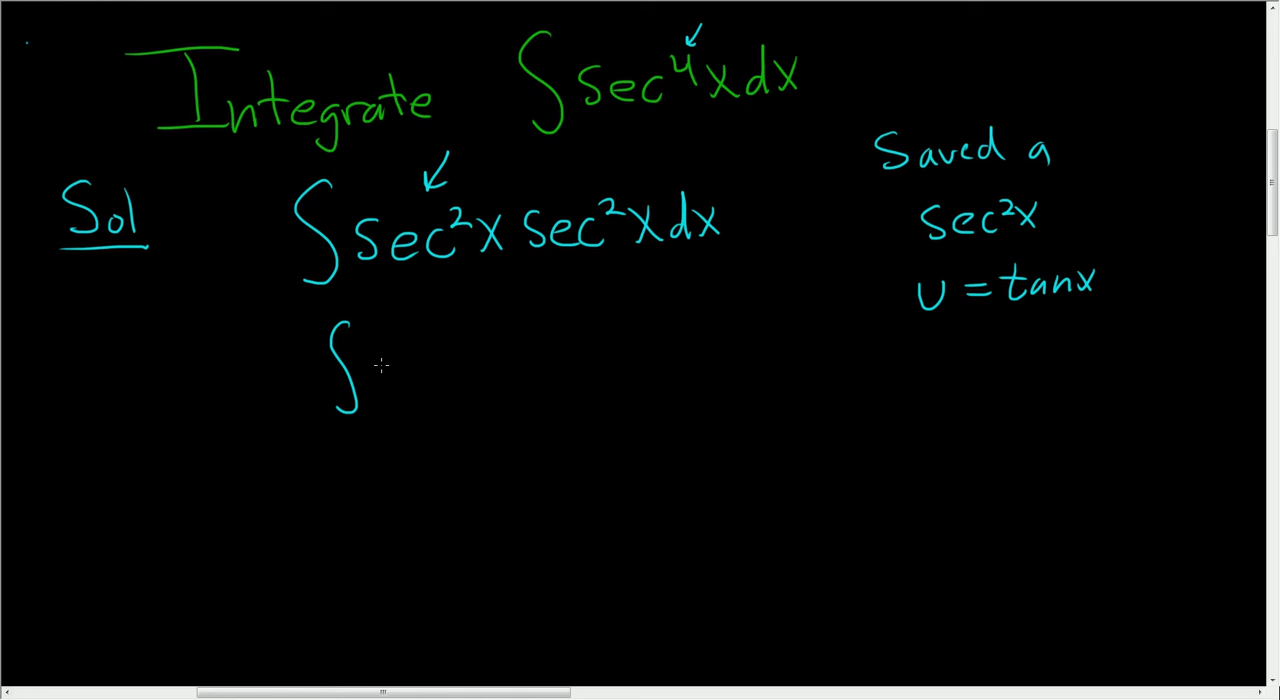 Integrate ∫ sec⁴x dx
Sol ∫ sec²x sec²x dx
∫
Saved a
sec²x
u = tanx